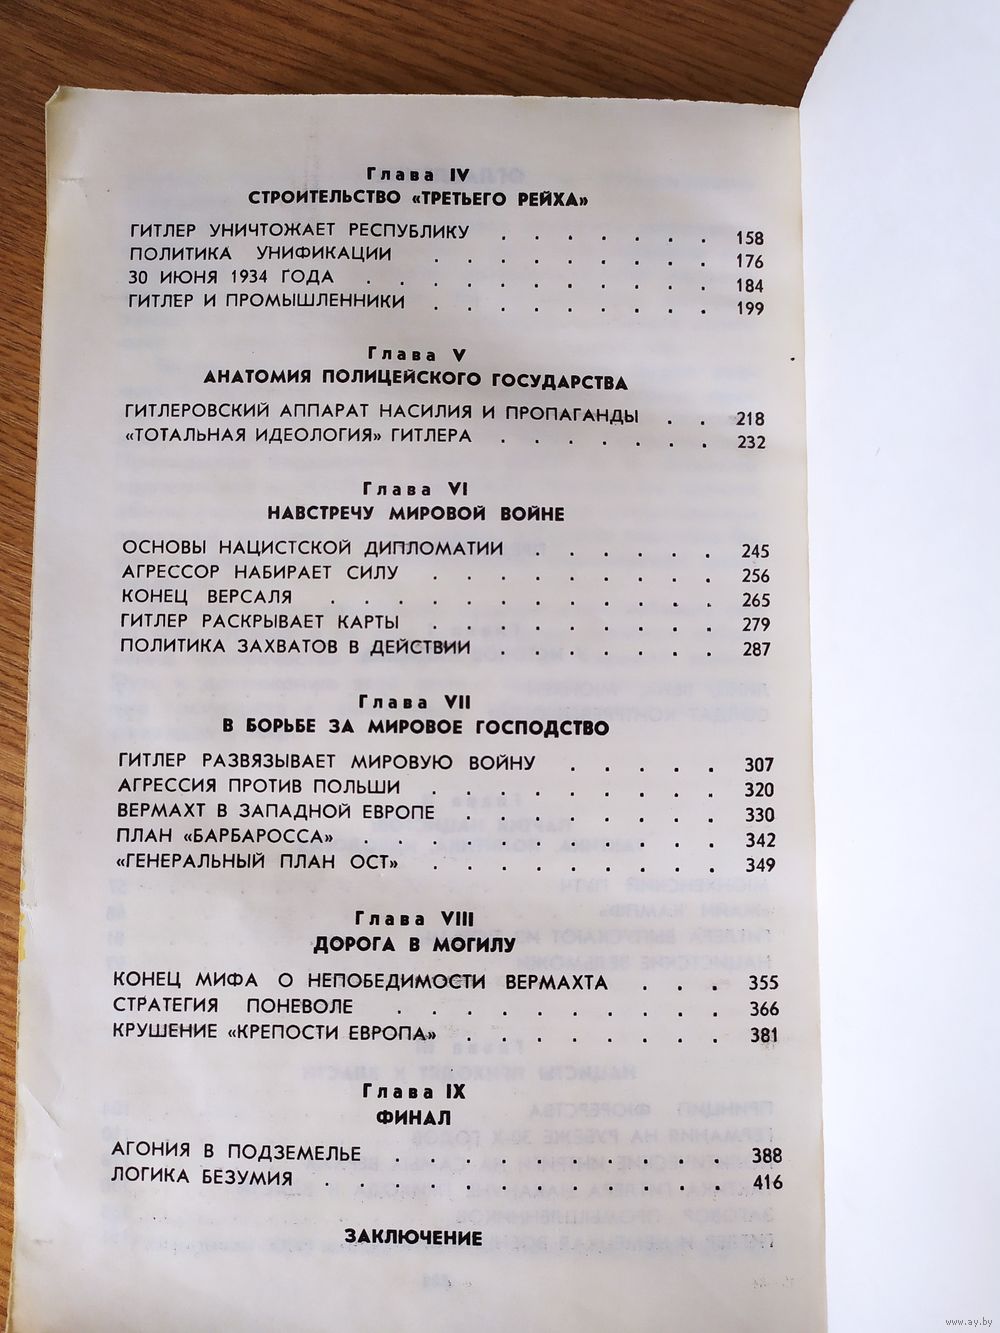 Глава IV
СТРОИТЕЛЬСТВО «ТРЕТЬЕГО РЕЙХА»
ГИТЛЕР УНИЧТОЖАЕТ РЕСПУБЛИКУ . . . . . . . 158
ПОЛИТИКА УНИФИКАЦИИ . . . . . . . . . 176
30 ИЮНЯ 1934 ГОДА . . . . . . . . . . . 184
ГИТЛЕР И ПРОМЫШЛЕННИКИ . . . . . . . . . 199
Глава V
АНАТОМИЯ ПОЛИЦЕЙСКОГО ГОСУДАРСТВА
ГИТЛЕРОВСКИЙ АППАРАТ НАСИЛИЯ И ПРОПАГАНДЫ . . 218
«ТОТАЛЬНАЯ ИДЕОЛОГИЯ» ГИТЛЕРА . . . . . . . 232
Глава VI
НАВСТРЕЧУ МИРОВОЙ ВОЙНЕ
ОСНОВЫ НАЦИСТСКОЙ ДИПЛОМАТИИ . . . . . . 245
АГРЕССОР НАБИРАЕТ СИЛУ . . . . . . . . . 256
КОНЕЦ ВЕРСАЛЯ . . . . . . . . . . . . 265
ГИТЛЕР РАСКРЫВАЕТ КАРТЫ . . . . . . . . . 279
ПОЛИТИКА ЗАХВАТОВ В ДЕЙСТВИИ . . . . . . . 287
Глава VII
В БОРЬБЕ ЗА МИРОВОЕ ГОСПОДСТВО
ГИТЛЕР РАЗВЯЗЫВАЕТ МИРОВУЮ ВОЙНУ . . . . . 307
АГРЕССИЯ ПРОТИВ ПОЛЬШИ . . . . . . . . . 320
ВЕРМАХТ В ЗАПАДНОЙ ЕВРОПЕ . . . . . . . . 330
ПЛАН «БАРБАРОССА» . . . . . . . . . . . 342
«ГЕНЕРАЛЬНЫЙ ПЛАН ОСТ» . . . . . . . . . 349
Глава VIII
ДОРОГА В МОГИЛУ
КОНЕЦ МИФА О НЕПОБЕДИМОСТИ ВЕРМАХТА . . . 355
СТРАТЕГИЯ ПОНЕВОЛЕ . . . . . . . . . . 366
КРУШЕНИЕ «КРЕПОСТИ ЕВРОПА» . . . . . . . . 381
Глава IX
ФИНАЛ
АГОНИЯ В ПОДЗЕМЕЛЬЕ . . . . . . . . . . 388
ЛОГИКА БЕЗУМИЯ . . . . . . . . . . . . 416
ЗАКЛЮЧЕНИЕ
www.ay.by